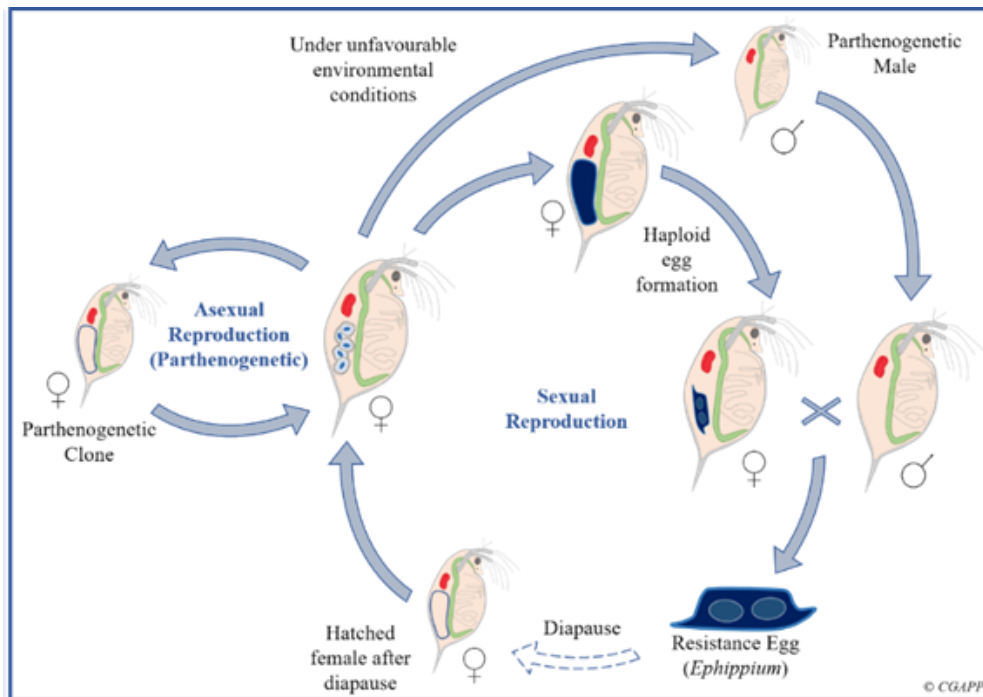 Under unfavourable
environmental
conditions
Parthenogenetic
Male
♂
♀
Haploid
egg
formation
Asexual
Reproduction
(Parthenogenetic)
♀
Parthenogenetic
Clone
♀
Sexual
Reproduction
♀
♂
Hatched
female after
diapause
♀
Diapause
Resistance Egg
(Ephippium)
© CGAPP